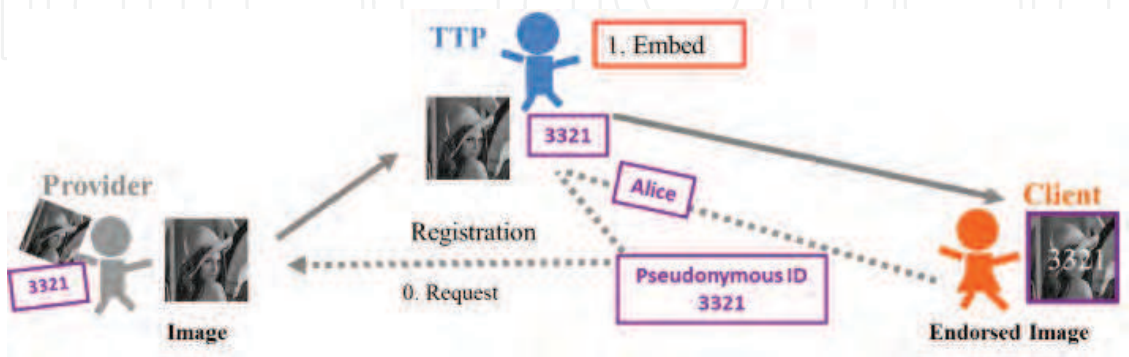 TTP
1. Embed
3321
Alice
Provider
Client
3321
Registration
3321
Pseudonymous ID
3321
0. Request
Image
Endorsed Image